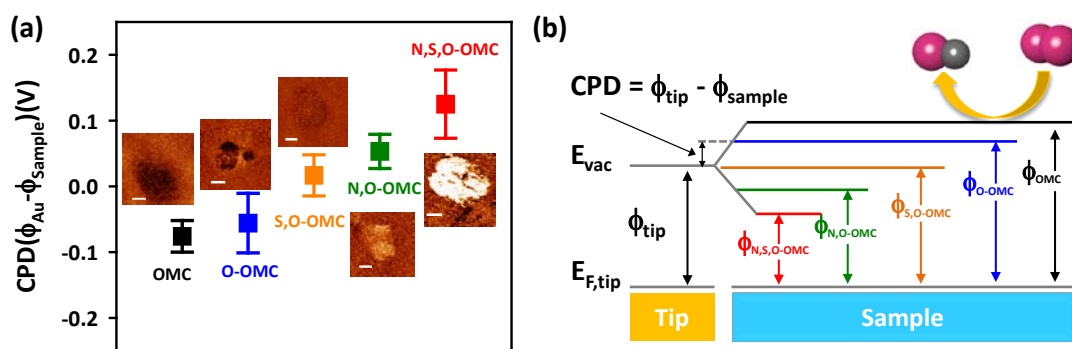 (a)
CPD(ϕAu-ϕSample)(V)
0.2
0.1
0.0
-0.1
-0.2
N,S,O-OMC
N,O-OMC
S,O-OMC
OMC
O-OMC
(b)
CPD = ϕtip - ϕsample
Evac
ϕtip
EF,tip
ϕN,S,O-OMC
ϕN,O-OMC
ϕS,O-OMC
ϕO-OMC
ϕOMC
Tip
Sample